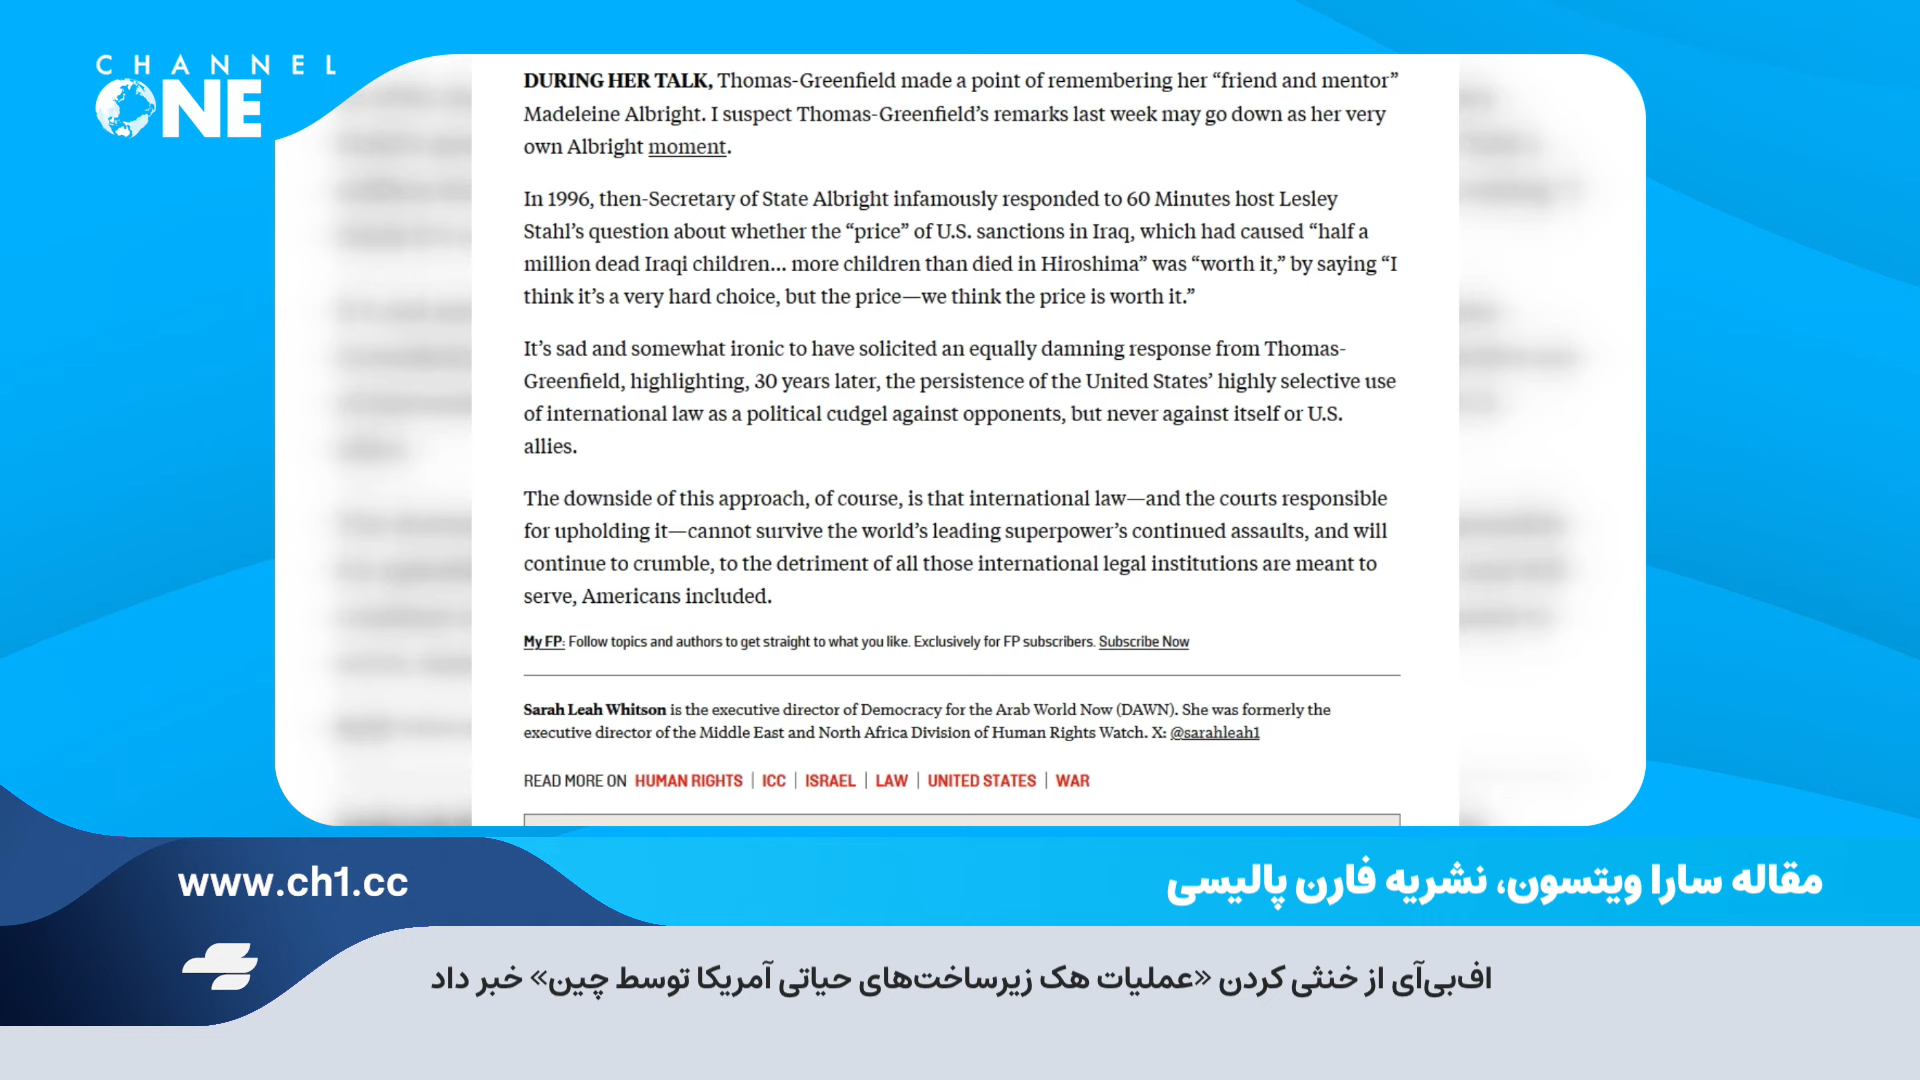 CHANNEL
ONE
DURING HER TALK, Thomas-Greenfield made a point of remembering her “friend and mentor”
Madeleine Albright. I suspect Thomas-Greenfield’s remarks last week may go down as her very
own Albright moment.
In 1996, then-Secretary of State Albright infamously responded to 60 Minutes host Lesley
Stahl’s question about whether the “price” of U.S. sanctions in Iraq, which had caused “half a
million dead Iraqi children... more children than died in Hiroshima” was “worth it,” by saying “I
think it’s a very hard choice, but the price—we think the price is worth it.”
It’s sad and somewhat ironic to have solicited an equally damning response from Thomas-
Greenfield, highlighting, 30 years later, the persistence of the United States’ highly selective use
of international law as a political cudgel against opponents, but never against itself or U.S.
allies.
The downside of this approach, of course, is that international law—and the courts responsible
for upholding it—cannot survive the world’s leading superpower’s continued assaults, and will
continue to crumble, to the detriment of all those international legal institutions are meant to
serve, Americans included.
My FP: Follow topics and authors to get straight to what you like. Exclusively for FP subscribers. Subscribe Now
Sarah Leah Whitson is the executive director of Democracy for the Arab World Now (DAWN). She was formerly the
executive director of the Middle East and North Africa Division of Human Rights Watch. X: @sarahleah1
READ MORE ON HUMAN RIGHTS | ICC | ISRAEL | LAW | UNITED STATES | WAR
مقاله سارا ویتسون، نشریه فارن پالیسی
www.ch1.cc
اف‌بی‌آی از خنثی کردن «عملیات هک زیرساخت‌های حیاتی آمریکا توسط چین» خبر داد